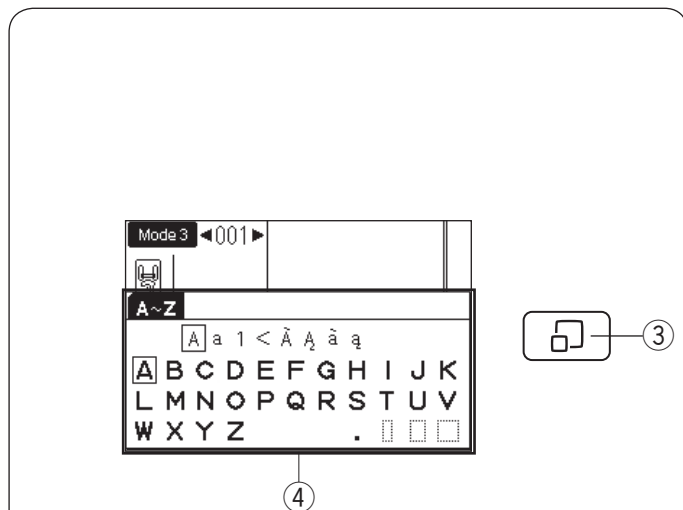 Mode 3 ◀001▶
A~Z
A a 1 < À Ą à ą
A B C D E F G H I J K
L M N O P Q R S T U V
W X Y Z .
③
④